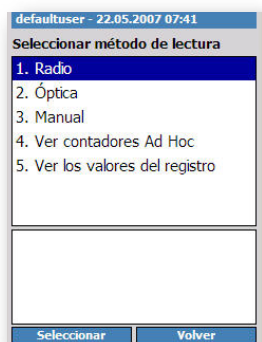 defaultuser - 22.05.2007 07:41
Seleccionar método de lectura
1. Radio
2. Óptica
3. Manual
4. Ver contadores Ad Hoc
5. Ver los valores del registro
Seleccionar Volver